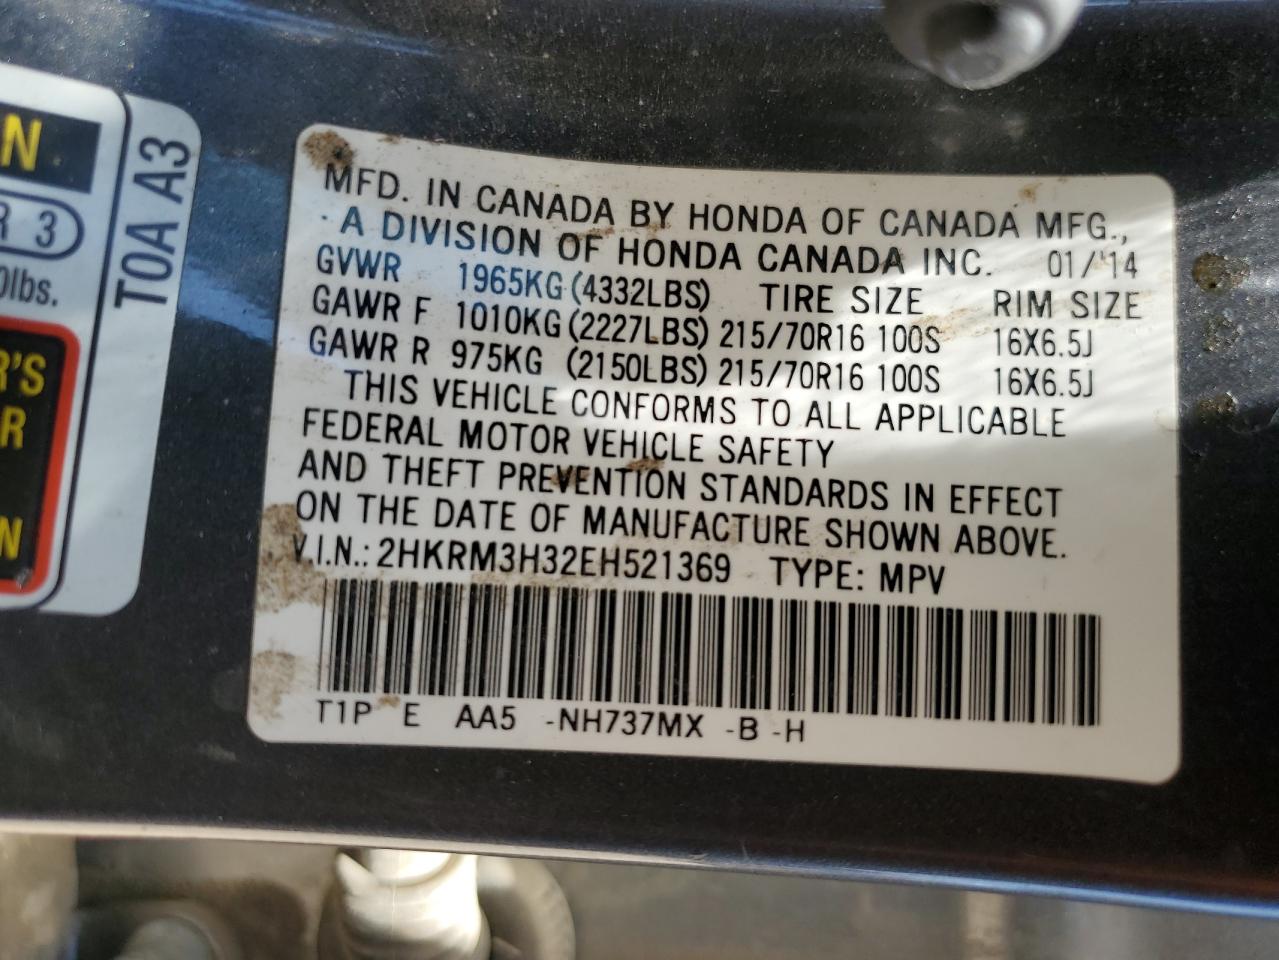 MFD. IN CANADA BY HONDA OF CANADA MFG.,
A DIVISION OF HONDA CANADA INC. 01/'14
GVWR 1965KG (4332LBS) TIRE SIZE RIM SIZE
GAWR F 1010KG (2227LBS) 215/70R16 100S 16X6.5J
GAWR R 975KG (2150LBS) 215/70R16 100S 16X6.5J
THIS VEHICLE CONFORMS TO ALL APPLICABLE
FEDERAL MOTOR VEHICLE SAFETY
AND THEFT PREVENTION STANDARDS IN EFFECT
ON THE DATE OF MANUFACTURE SHOWN ABOVE.
V.I.N.: 2HKRM3H32EH521369 TYPE: MPV
T1P E AA5 -NH737MX -B -H
T0A A3
N
R 3
0lbs.
R'S
R
N